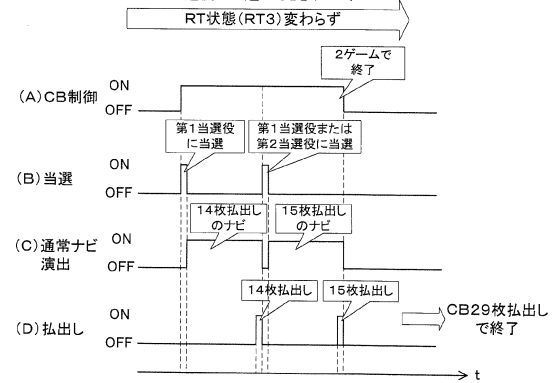 RT状態(RT3)変わらず
2ゲームで
終了
(A)CB制御
ON
OFF
第1当選役
に当選
第1当選役または
第2当選役に当選
(B)当選
ON
OFF
14枚払出し
のナビ
15枚払出し
のナビ
(C)通常ナビ
演出
ON
OFF
14枚払出し
15枚払出し
(D)払出し
ON
OFF
CB29枚払出し
で終了
t